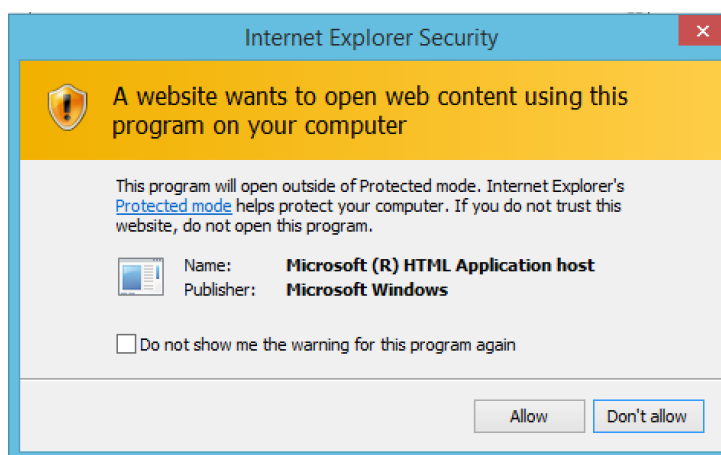 Internet Explorer Security
A website wants to open web content using this
program on your computer
This program will open outside of Protected mode. Internet Explorer's
Protected mode helps protect your computer. If you do not trust this
website, do not open this program.
Name: Microsoft (R) HTML Application host
Publisher: Microsoft Windows
Do not show me the warning for this program again
Allow Don't allow